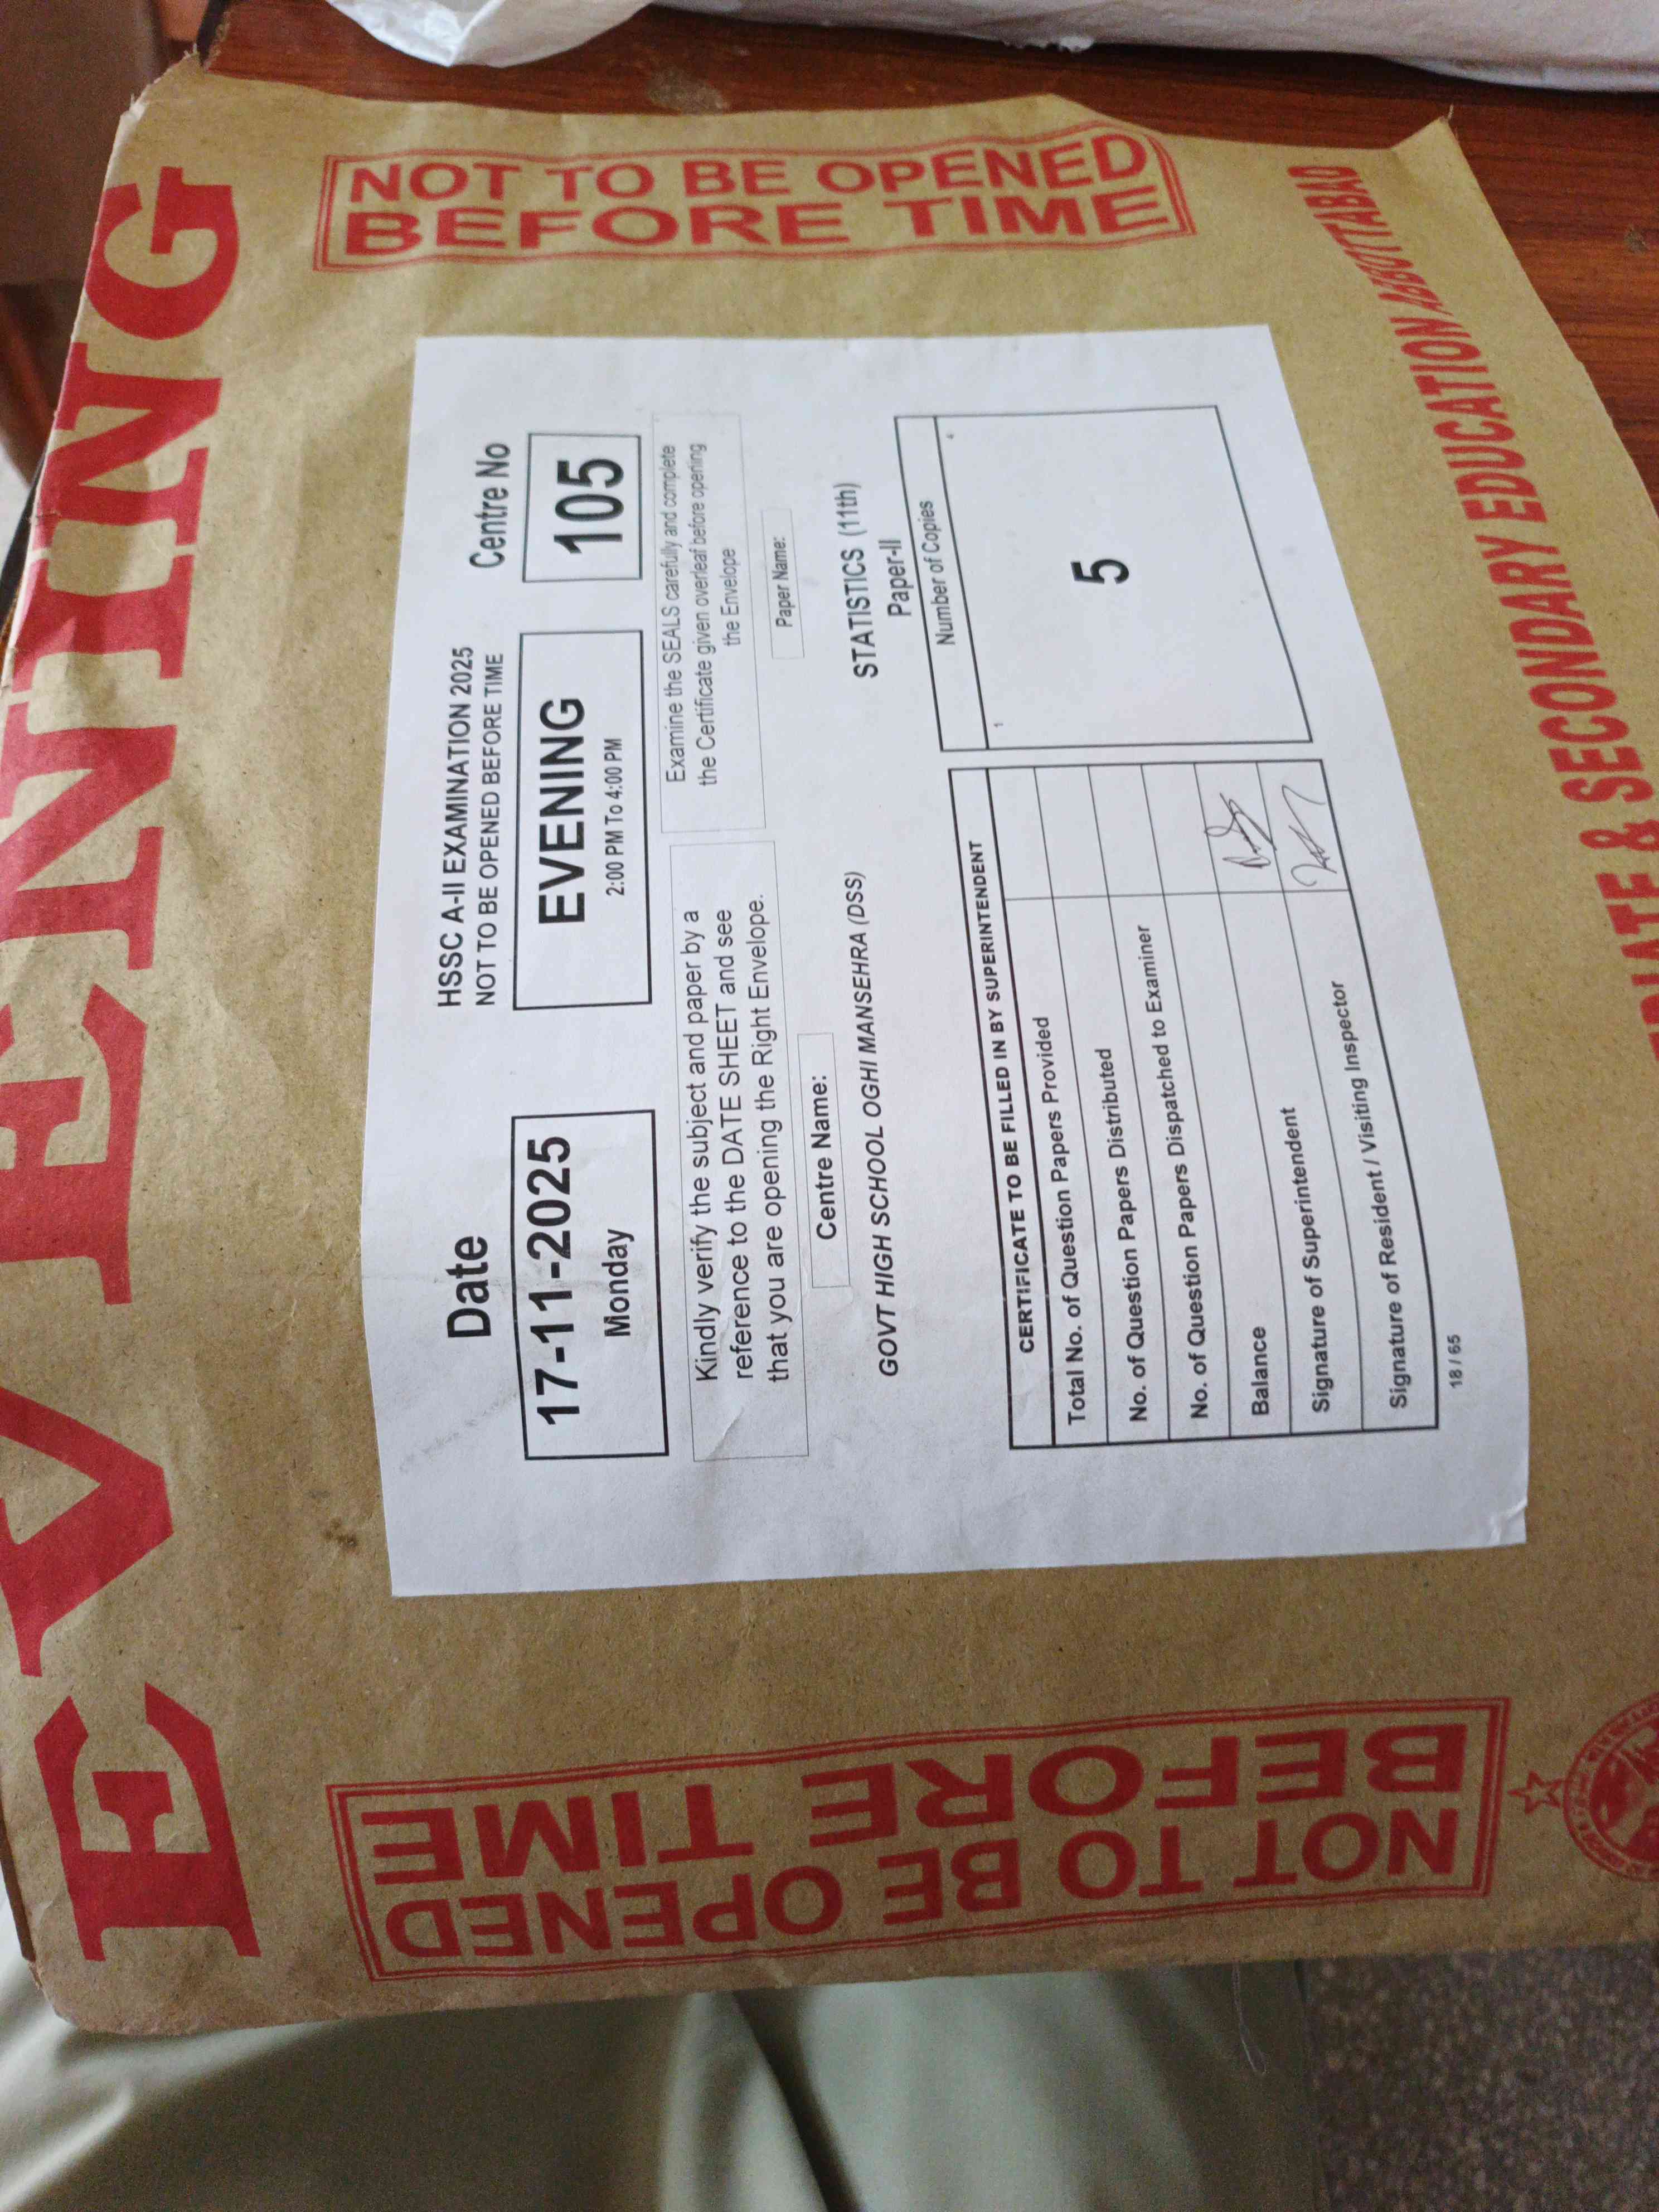 EVENING
NOT TO BE OPENED
BEFORE TIME
NOT TO BE OPENED
BEFORE TIME
HSSC A-II EXAMINATION 2025
NOT TO BE OPENED BEFORE TIME
Date
Centre No
17-11-2025
Monday
EVENING
2:00 PM To 4:00 PM
105
Kindly verify the subject and paper by a
reference to the DATE SHEET and see
that you are opening the Right Envelope.
Examine the SEALS carefully and complete
the Certificate given overleaf before opening
the Envelope
Centre Name:
Paper Name:
GOVT HIGH SCHOOL OGHI MANSEHRA (DSS)
STATISTICS (11th)
Paper-II
CERTIFICATE TO BE FILLED IN BY SUPERINTENDENT
Total No. of Question Papers Provided
No. of Question Papers Distributed
No. of Question Papers Dispatched to Examiner
Balance
Signature of Superintendent
Signature of Resident / Visiting Inspector
Number of Copies
1
4
5
18 / 65
& SECONDARY EDUCATION ABBOTTABAD